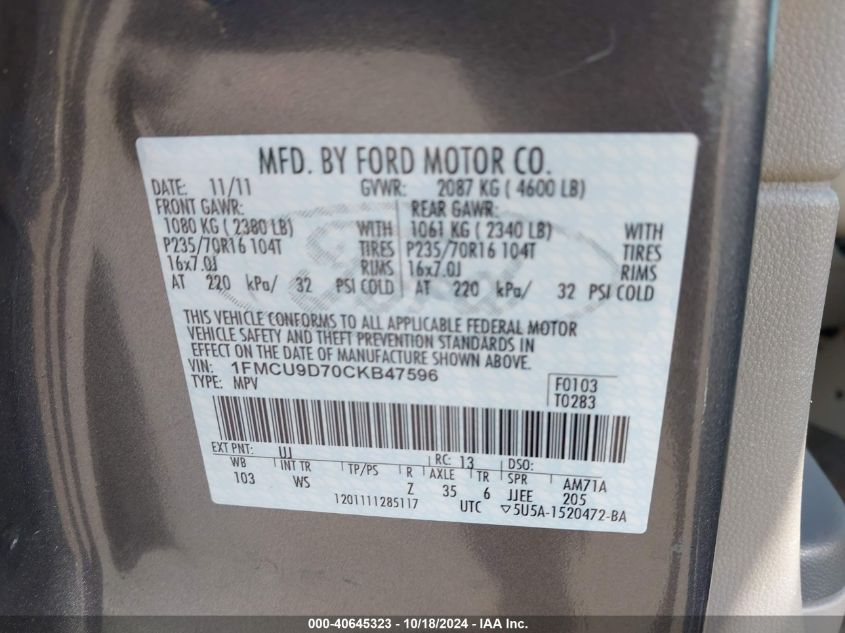 MFD. BY FORD MOTOR CO.
DATE: 11/11 GVWR: 2087 KG ( 4600 LB)
FRONT GAWR: REAR GAWR:
1080 KG ( 2380 LB) WITH 1061 KG ( 2340 LB) WITH
P235/70R16 104T TIRES P235/70R16 104T TIRES
16x7.0J RIMS 16x7.0J RIMS
AT 220 kPa/ 32 PSI COLD AT 220 kPa/ 32 PSI COLD
THIS VEHICLE CONFORMS TO ALL APPLICABLE FEDERAL MOTOR
VEHICLE SAFETY AND THEFT PREVENTION STANDARDS IN
EFFECT ON THE DATE OF MANUFACTURE SHOWN ABOVE.
VIN: 1FMCU9D70CKB47596 F0103
TYPE: MPV T0283
EXT PNT: UJ RC: 13 DSO:
WB INT TR TP/PS R AXLE TR SPR AM71A
103 WS Z 35 6 JJEE 205
1201111285117 UTC ▽5U5A-1520472-BA
Ford
000-40645323 - 10/18/2024 - IAA Inc.